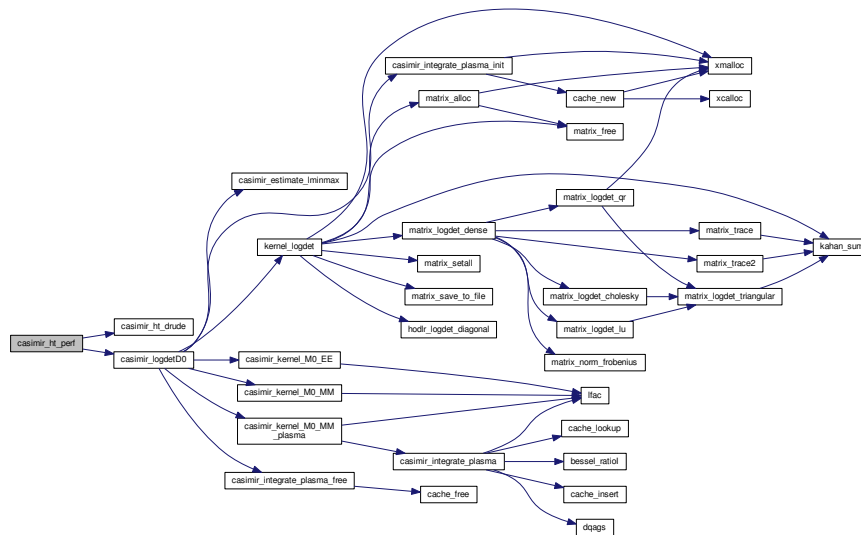 casimir_integrate_plasma_init
xmalloc
matrix_alloc
cache_new
xcalloc
matrix_free
casimir_estimate_lminmax
matrix_logdet_qr
kernel_logdet
matrix_logdet_dense
matrix_trace
kahan_sum
matrix_setall
matrix_trace2
matrix_save_to_file
matrix_logdet_cholesky
matrix_logdet_triangular
casimir_ht_drude
hodlr_logdet_diagonal
matrix_logdet_lu
casimir_ht_perf
casimir_logdetD0
casimir_kernel_M0_EE
matrix_norm_frobenius
casimir_kernel_M0_MM
lfac
casimir_kernel_M0_MM
_plasma
cache_lookup
casimir_integrate_plasma
bessel_ratioI
casimir_integrate_plasma_free
cache_free
cache_insert
dqags